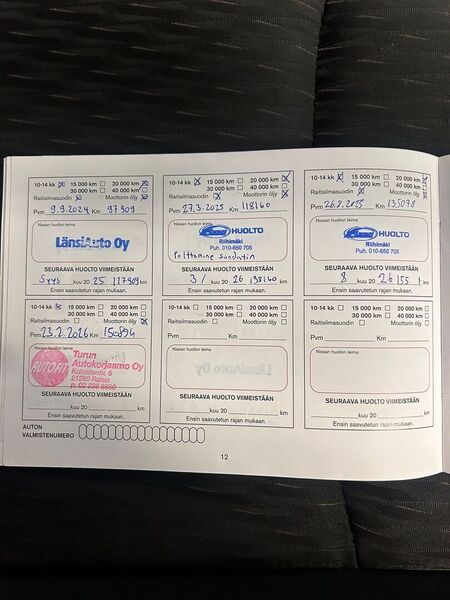 10-14 kk ☒ 15 000 km ☐ 20 000 km ☒
30 000 km ☐ 40 000 km ☐
Raitisilmasuodin ☒ Moottorin öljy ☒
Pvm 9.9.2024 Km 97909
Nissan huollon leima
LänsiAuto Oy
SEURAAVA HUOLTO VIIMEISTÄÄN
Syys kuu 20 25 117909 km
Ensin saavutetun rajan mukaan.
10-14 kk ☒ 15 000 km ☐ 20 000 km ☒
30 000 km ☐ 40 000 km ☐
Raitisilmasuodin ☒ Moottorin öljy ☒
Pvm 27.3.2025 Km 118160
Nissan huollon leima
HUOLTO
Riihimäki
Puh. 010-650 705
Polttoaine suodatin
SEURAAVA HUOLTO VIIMEISTÄÄN
3 / kuu 20 26 138160 km
Ensin saavutetun rajan mukaan.
10-14 kk ☒ 15 000 km ☐ 20 000 km ☒
30 000 km ☐ 40 000 km ☐
Raitisilmasuodin ☒ Moottorin öljy ☒
Pvm 26.8.2025 Km 135078
Nissan huollon leima
HUOLTO
Riihimäki
Puh. 010-650 705
SEURAAVA HUOLTO VIIMEISTÄÄN
8 kuu 20 26 155 km
Ensin saavutetun rajan mukaan.
10-14 kk ☒ 15 000 km ☐ 20 000 km ☐
30 000 km ☐ 40 000 km ☐
Raitisilmasuodin ☐ Moottorin öljy ☒
Pvm 23.2.2026 Km
Nissan huollon leima
AUTOFIT
Turun
Autokorjaamo Oy
Kuloistentie 6
21280 Raisio
p. 02 238 6880
SEURAAVA HUOLTO VIIMEISTÄÄN
kuu 20 km
Ensin saavutetun rajan mukaan.
10-14 kk ☐ 15 000 km ☐ 20 000 km ☐
30 000 km ☐ 40 000 km ☐
Raitisilmasuodin ☐ Moottorin öljy ☐
Pvm Km
Nissan huollon leima
SEURAAVA HUOLTO VIIMEISTÄÄN
kuu 20 km
Ensin saavutetun rajan mukaan.
10-14 kk ☐ 15 000 km ☐ 20 000 km ☐
30 000 km ☐ 40 000 km ☐
Raitisilmasuodin ☐ Moottorin öljy ☐
Pvm Km
Nissan huollon leima
SEURAAVA HUOLTO VIIMEISTÄÄN
kuu 20 km
Ensin saavutetun rajan mukaan.
AUTON
VALMISTENUMERO
12